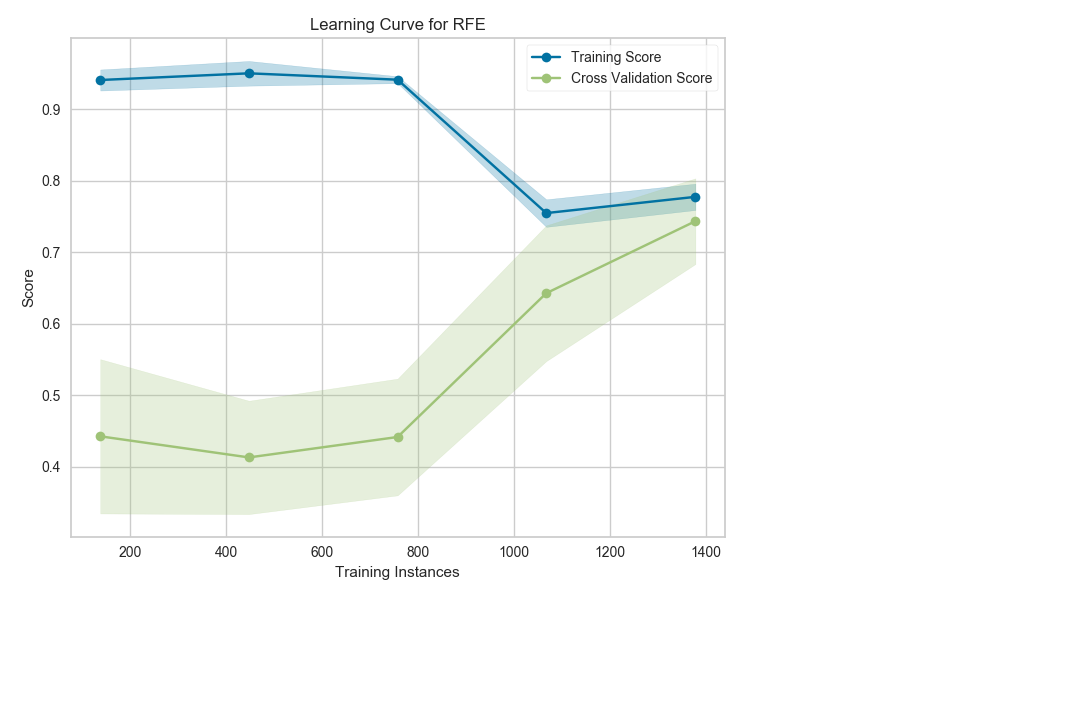 Learning Curve for RFE
Training Score
Cross Validation Score
0.9
0.8
0.7
0.6
0.5
0.4
Score
200 400 600 800 1000 1200 1400
Training Instances